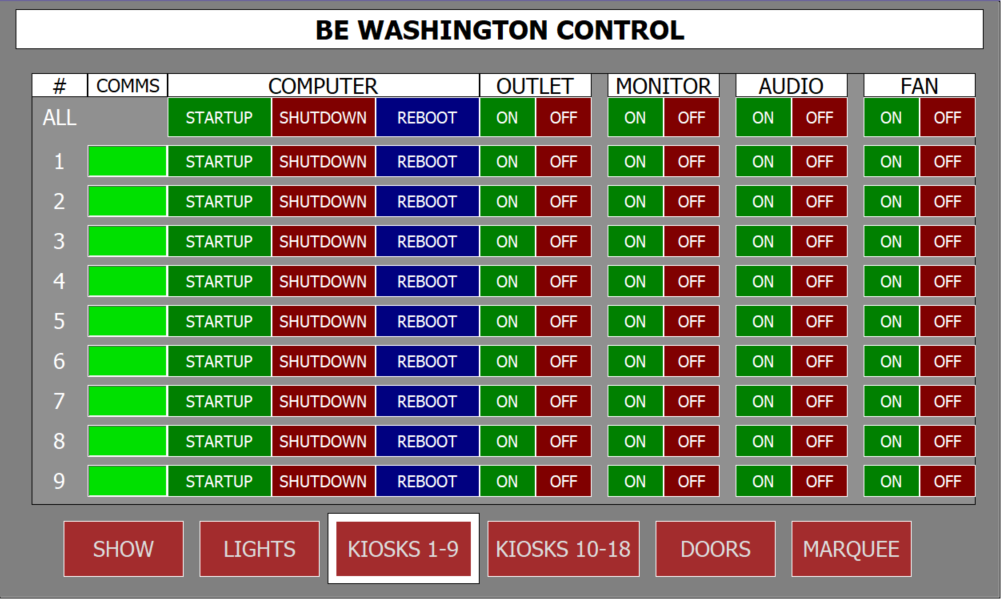 BE WASHINGTON CONTROL
# COMMS COMPUTER OUTLET MONITOR AUDIO FAN
ALL STARTUP SHUTDOWN REBOOT ON OFF ON OFF ON OFF ON OFF
1 STARTUP SHUTDOWN REBOOT ON OFF ON OFF ON OFF ON OFF
2 STARTUP SHUTDOWN REBOOT ON OFF ON OFF ON OFF ON OFF
3 STARTUP SHUTDOWN REBOOT ON OFF ON OFF ON OFF ON OFF
4 STARTUP SHUTDOWN REBOOT ON OFF ON OFF ON OFF ON OFF
5 STARTUP SHUTDOWN REBOOT ON OFF ON OFF ON OFF ON OFF
6 STARTUP SHUTDOWN REBOOT ON OFF ON OFF ON OFF ON OFF
7 STARTUP SHUTDOWN REBOOT ON OFF ON OFF ON OFF ON OFF
8 STARTUP SHUTDOWN REBOOT ON OFF ON OFF ON OFF ON OFF
9 STARTUP SHUTDOWN REBOOT ON OFF ON OFF ON OFF ON OFF
SHOW LIGHTS KIOSKS 1-9 KIOSKS 10-18 DOORS MARQUEE